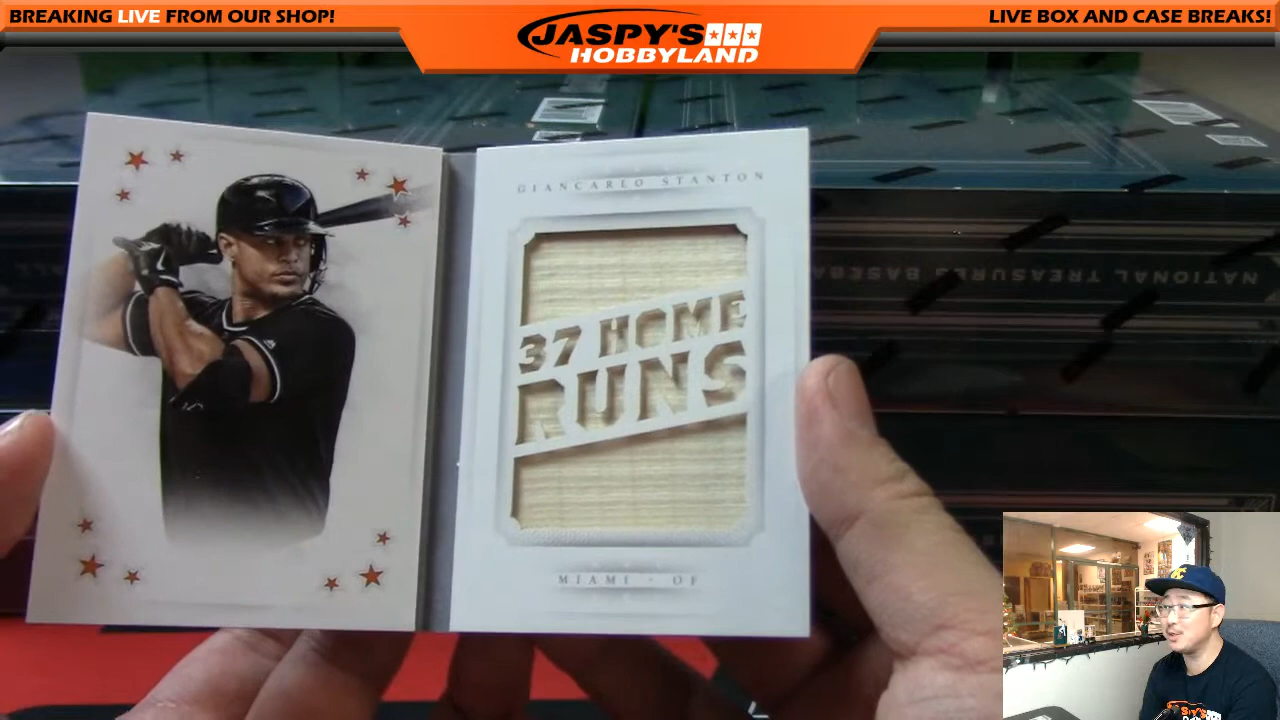 BREAKING LIVE FROM OUR SHOP!
JASPY'S
HOBBYLAND
LIVE BOX AND CASE BREAKS!
GIANCARLO STANTON
37 HOME
RUNS
MIAMI · OF
NATIONAL TREASURES BASEBA